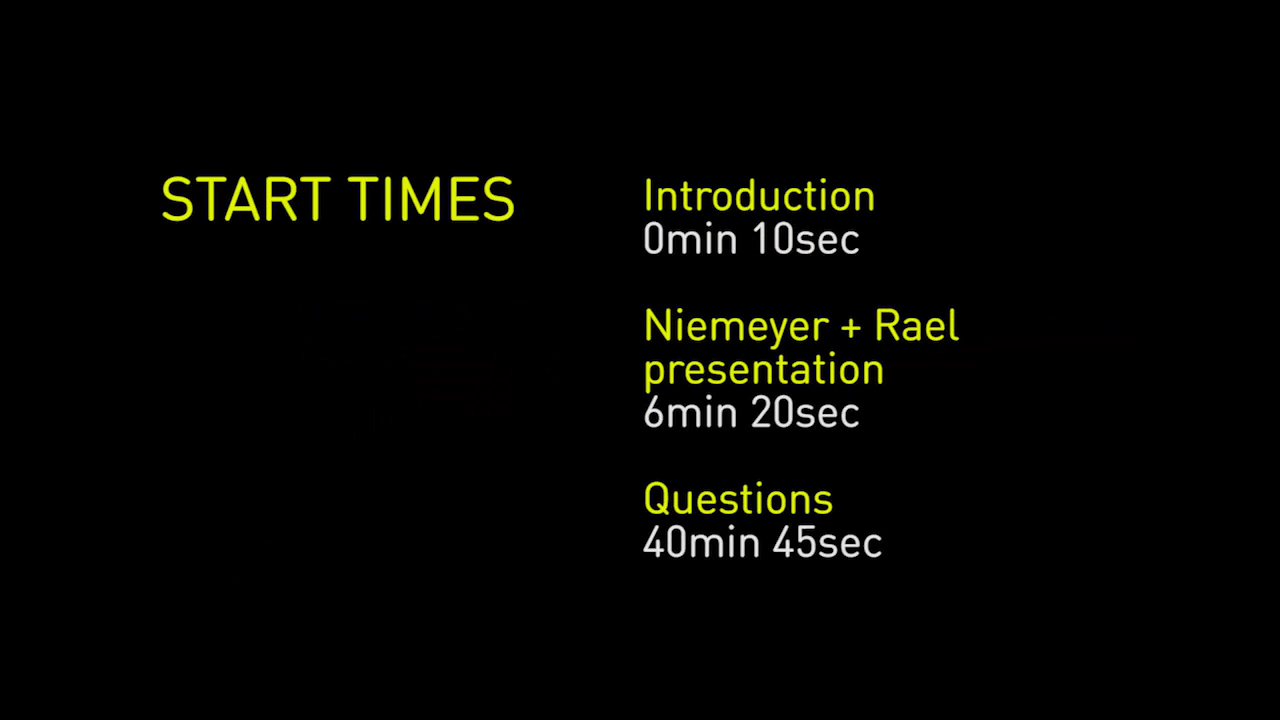 START TIMES
Introduction
0min 10sec
Niemeyer + Rael
presentation
6min 20sec
Questions
40min 45sec